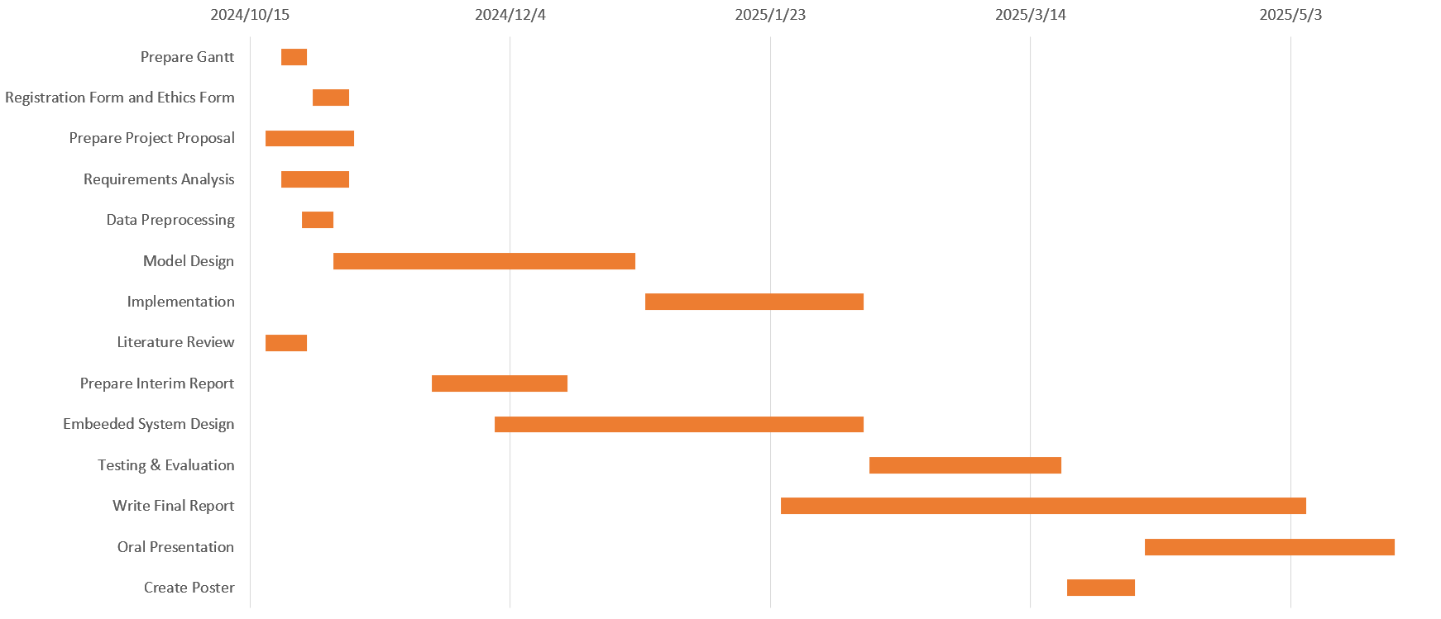 2024/10/15 2024/12/4 2025/1/23 2025/3/14 2025/5/3
Prepare Gantt
Registration Form and Ethics Form
Prepare Project Proposal
Requirements Analysis
Data Preprocessing
Model Design
Implementation
Literature Review
Prepare Interim Report
Embeeded System Design
Testing & Evaluation
Write Final Report
Oral Presentation
Create Poster